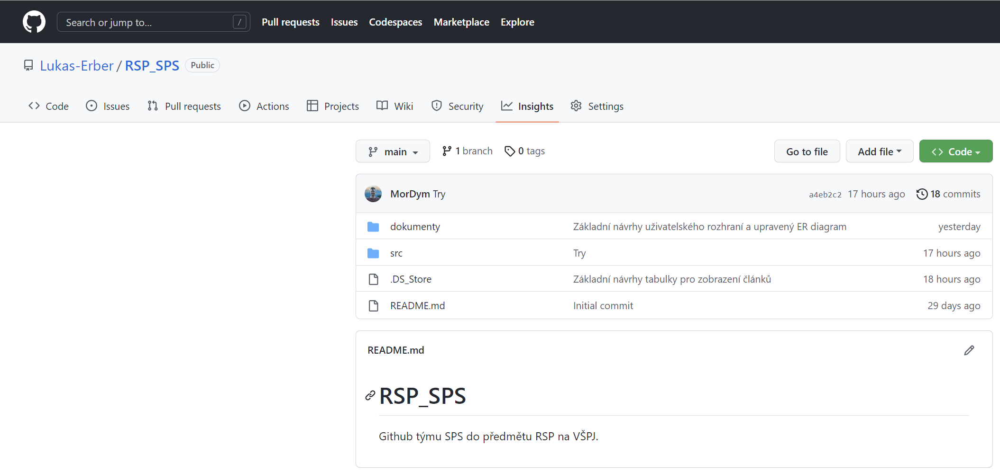 Search or jump to... /
Pull requests Issues Codespaces Marketplace Explore
Lukas-Erber / RSP_SPS Public
Code Issues Pull requests Actions Projects Wiki Security Insights Settings
main 1 branch 0 tags Go to file Add file Code
MorDym Try a4eb2c2 17 hours ago 18 commits
dokumenty Základní návrhy uživatelského rozhraní a upravený ER diagram yesterday
src Try 17 hours ago
.DS_Store Základní návrhy tabulky pro zobrazení článků 18 hours ago
README.md Initial commit 29 days ago
README.md
RSP_SPS
Github týmu SPS do předmětu RSP na VŠPJ.